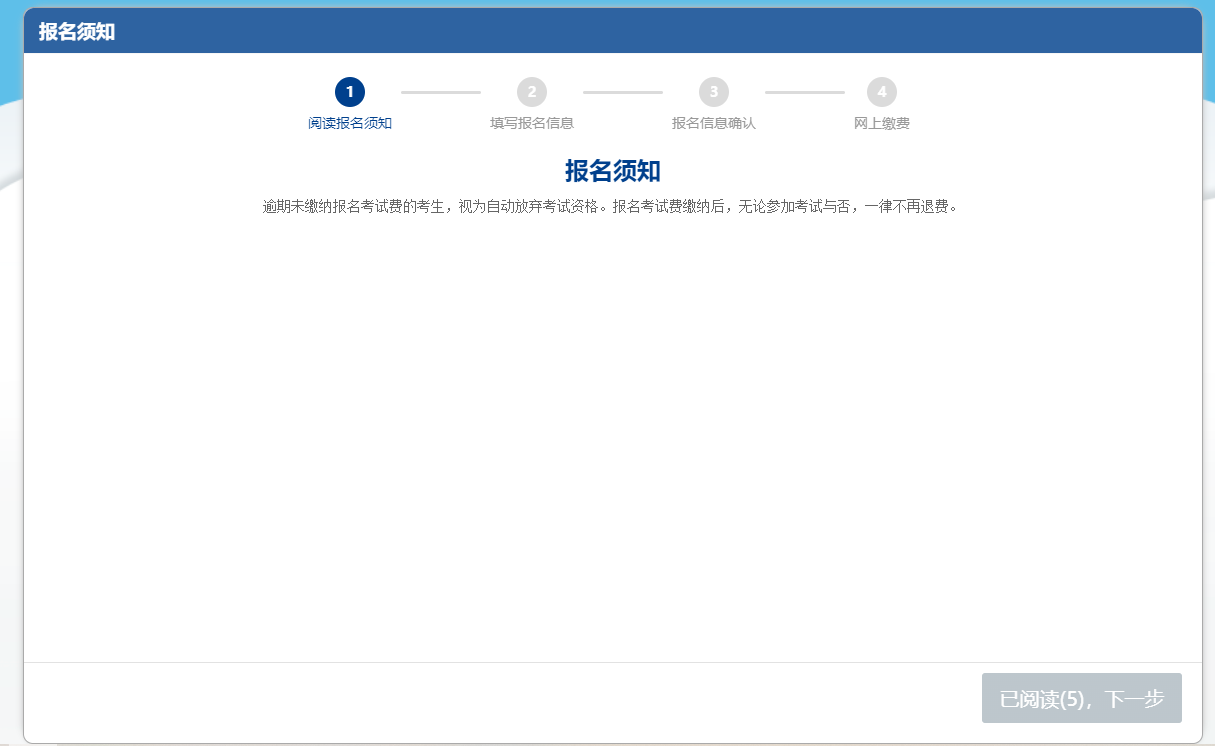 报名须知
1
2
3
4
阅读报名须知
填写报名信息
报名信息确认
网上缴费
报名须知
逾期未缴纳报名考试费的考生，视为自动放弃考试资格。报名考试费缴纳后，无论参加考试与否，一律不再退费。
已阅读(5)，下一步